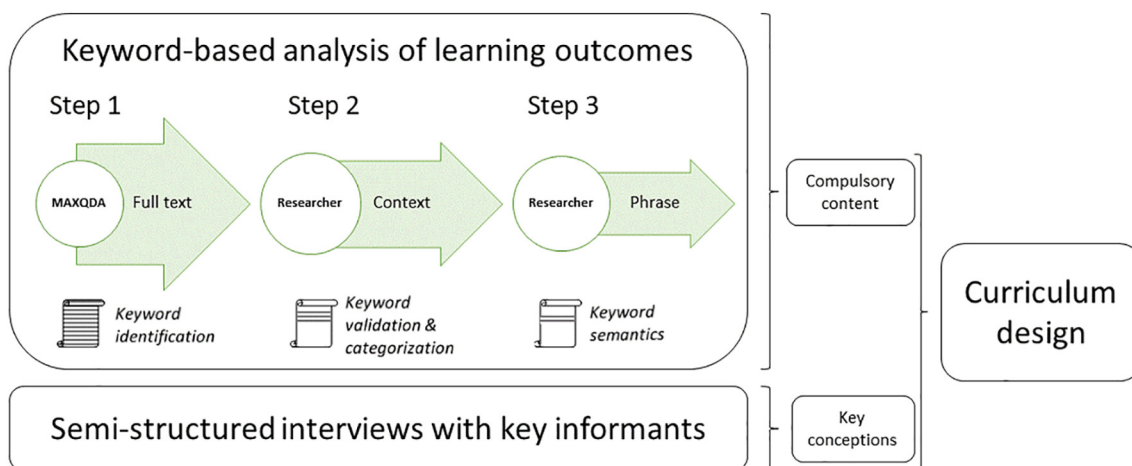 Keyword-based analysis of learning outcomes
Step 1
Step 2
Step 3
MAXQDA
Full text
Researcher
Context
Researcher
Phrase
Keyword
identification
Keyword
validation &
categorization
Keyword
semantics
Compulsory
content
Curriculum
design
Semi-structured interviews with key informants
Key
conceptions